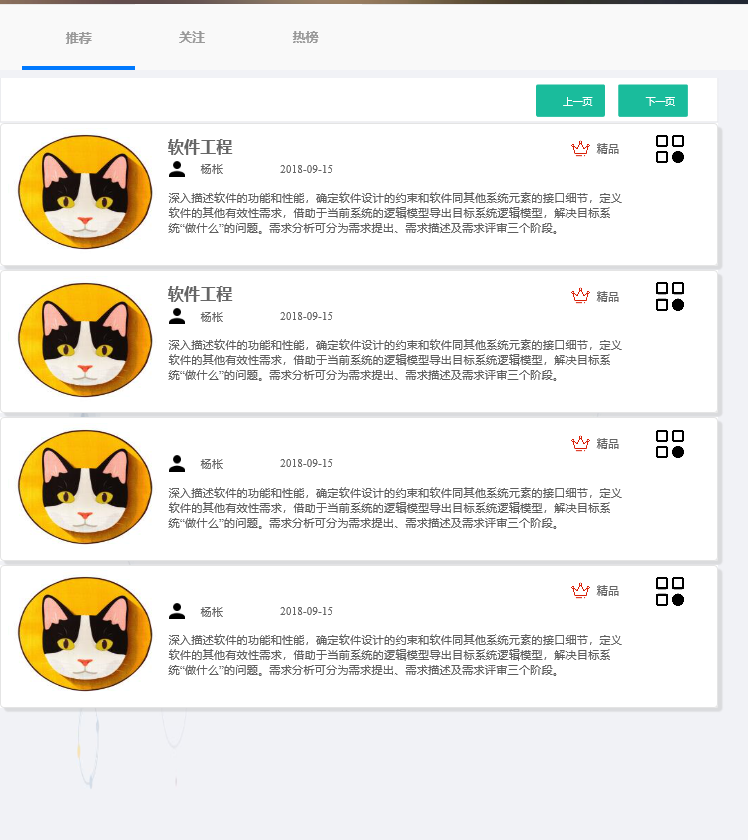 推荐 关注 热榜
上一页 下一页
软件工程 精品
杨枨 2018-09-15
深入描述软件的功能和性能，确定软件设计的约束和软件同其他系统元素的接口细节，定义
软件的其他有效性需求，借助于当前系统的逻辑模型导出目标系统逻辑模型，解决目标系
统“做什么”的问题。需求分析可分为需求提出、需求描述及需求评审三个阶段。
软件工程 精品
杨枨 2018-09-15
深入描述软件的功能和性能，确定软件设计的约束和软件同其他系统元素的接口细节，定义
软件的其他有效性需求，借助于当前系统的逻辑模型导出目标系统逻辑模型，解决目标系
统“做什么”的问题。需求分析可分为需求提出、需求描述及需求评审三个阶段。
精品
杨枨 2018-09-15
深入描述软件的功能和性能，确定软件设计的约束和软件同其他系统元素的接口细节，定义
软件的其他有效性需求，借助于当前系统的逻辑模型导出目标系统逻辑模型，解决目标系
统“做什么”的问题。需求分析可分为需求提出、需求描述及需求评审三个阶段。
精品
杨枨 2018-09-15
深入描述软件的功能和性能，确定软件设计的约束和软件同其他系统元素的接口细节，定义
软件的其他有效性需求，借助于当前系统的逻辑模型导出目标系统逻辑模型，解决目标系
统“做什么”的问题。需求分析可分为需求提出、需求描述及需求评审三个阶段。